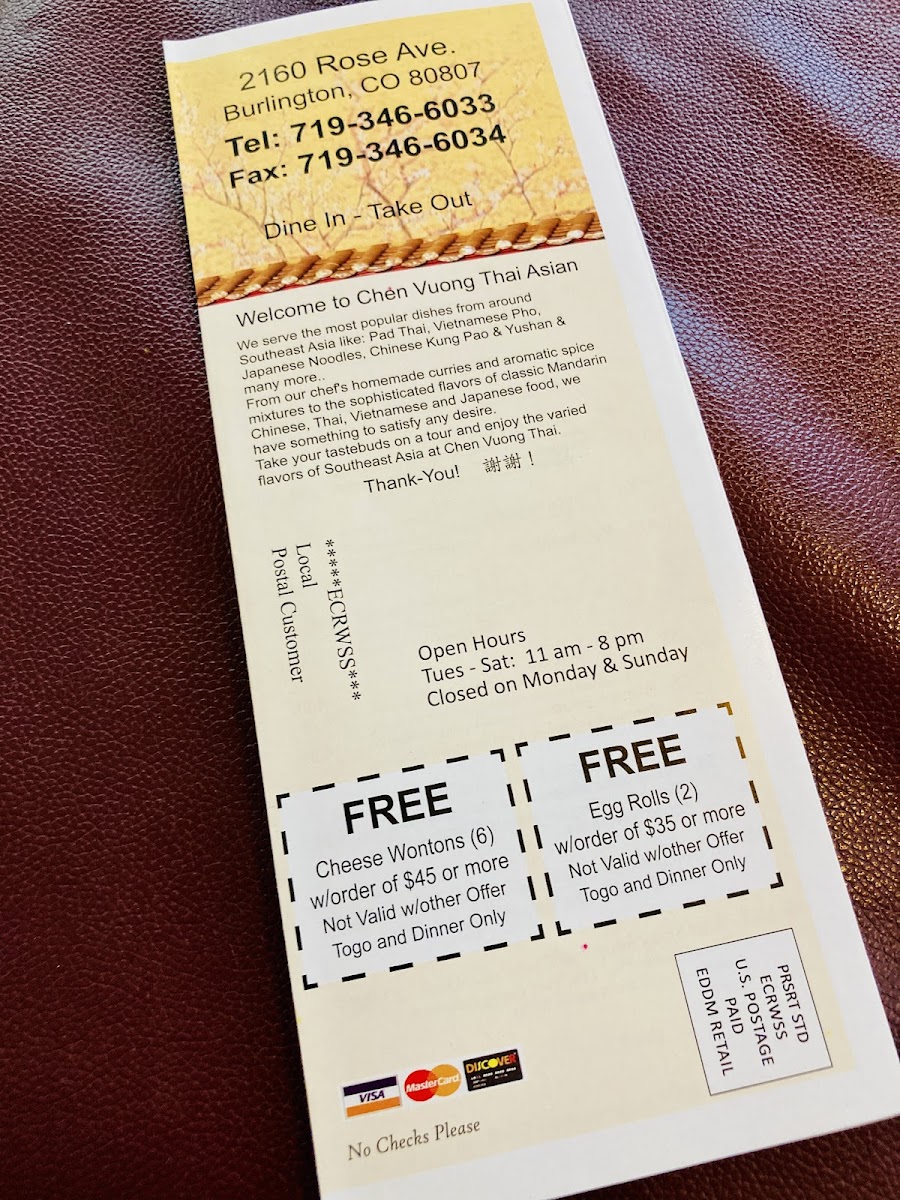 2160 Rose Ave.
Burlington, CO 80807
Tel: 719-346-6033
Fax: 719-346-6034
Dine In - Take Out
Welcome to Chen Vuong Thai Asian
We serve the most popular dishes from around
Southeast Asia like: Pad Thai, Vietnamese Pho,
Japanese Noodles, Chinese Kung Pao & Yushan &
many more..
From our chef's homemade curries and aromatic spice
mixtures to the sophisticated flavors of classic Mandarin
Chinese, Thai, Vietnamese and Japanese food, we
have something to satisfy any desire.
Take your tastebuds on a tour and enjoy the varied
flavors of Southeast Asia at Chen Vuong Thai.
Thank-You! 謝謝！
*****ECRWSS***
Local
Postal Customer
Open Hours
Tues - Sat: 11 am - 8 pm
Closed on Monday & Sunday
FREE
Cheese Wontons (6)
w/order of $45 or more
Not Valid w/other Offer
Togo and Dinner Only
FREE
Egg Rolls (2)
w/order of $35 or more
Not Valid w/other Offer
Togo and Dinner Only
PRSRT STD
ECRWSS
U.S. POSTAGE
PAID
EDDM RETAIL
VISA
MasterCard
DISCOVER
No Checks Please